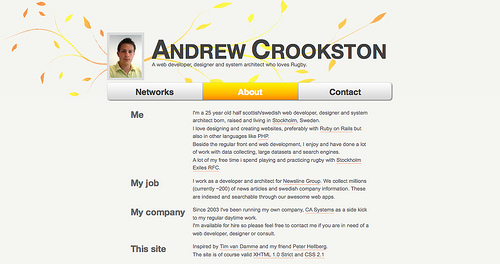 ANDREW CROOKSTON
A web developer, designer and system architect who loves Rugby.
Networks
About
Contact
Me
I'm a 25 year old half scottish/swedish web developer, designer and system
architect born, raised and living in Stockholm, Sweden.
I love designing and creating websites, preferably with Ruby on Rails but
also in other languages like PHP.
Beside the regular front end web development, I enjoy and have done a lot
of work with data collecting, large datasets and search engines.
A lot of my free time i spend playing and practicing rugby with Stockholm
Exiles RFC.
My job
I work as a developer and architect for Newsline Group. We collect millions
(currently ~200) of news articles and swedish company information. These
are indexed and searchable through our awesome web apps.
My company
Since 2003 I've been running my own company, CA Systems as a side kick
to my regular daytime work.
I'm available for hire so please feel free to contact me if you are in need of a
web developer, designer or consult.
This site
Inspired by Tim van Damme and my friend Peter Hellberg.
The site is of course valid XHTML 1.0 Strict and CSS 2.1